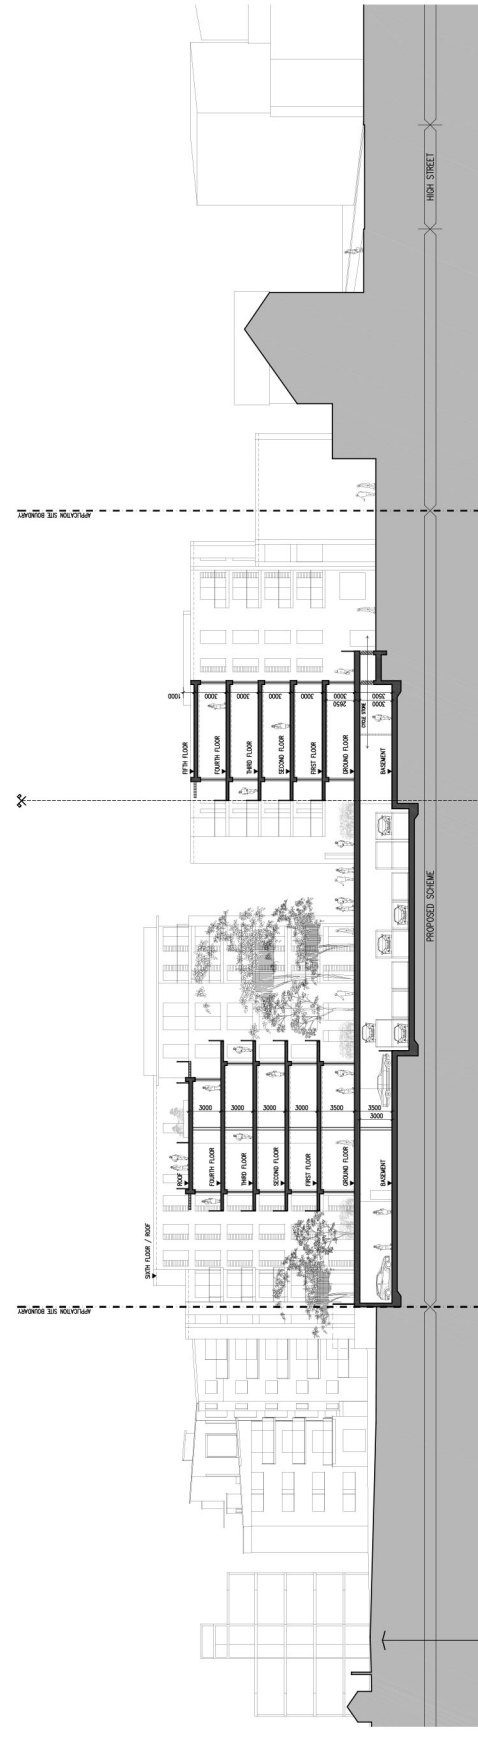 APPLICATION SITE BOUNDARY
APPLICATION SITE BOUNDARY
SIXTH FLOOR / ROOF
ROOF
FOURTH FLOOR
3000
THIRD FLOOR
3000
SECOND FLOOR
3000
FIRST FLOOR
3000
GROUND FLOOR
3500
BASEMENT
3500
3000
FIFTH FLOOR
1000
FOURTH FLOOR
3000
THIRD FLOOR
3000
SECOND FLOOR
3000
FIRST FLOOR
3000
GROUND FLOOR
3000
2650
CYCLE STORE
BASEMENT
3500
3000
PROPOSED SCHEME
HIGH STREET